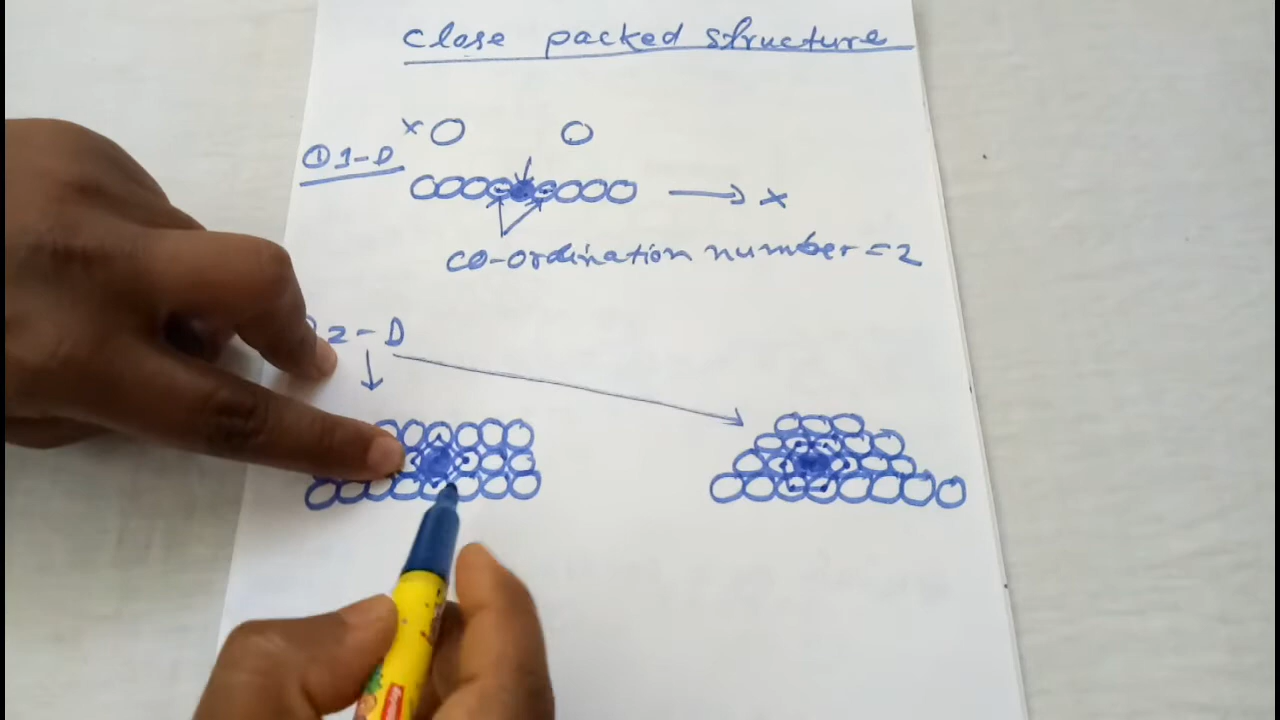 close packed structure
① 1-D
x
→ x
co-ordination number = 2
2-D